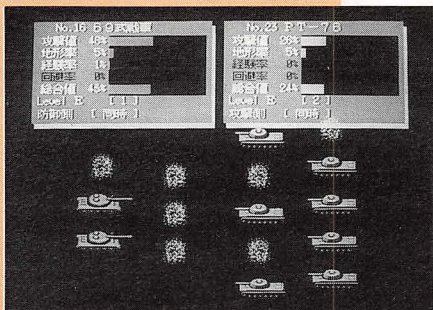 No.16 69式戦車
攻撃値 48%
地形率 5%
経験率 1%
回避率 0%
総合値
Level E [ 1 ]
防御側 [ 同時 ]
No.23 PT-76
攻撃値
地形率 5%
経験率 0%
回避率 0%
総合値 24%
Level E [ 2 ]
攻撃側 [ 同時 ]